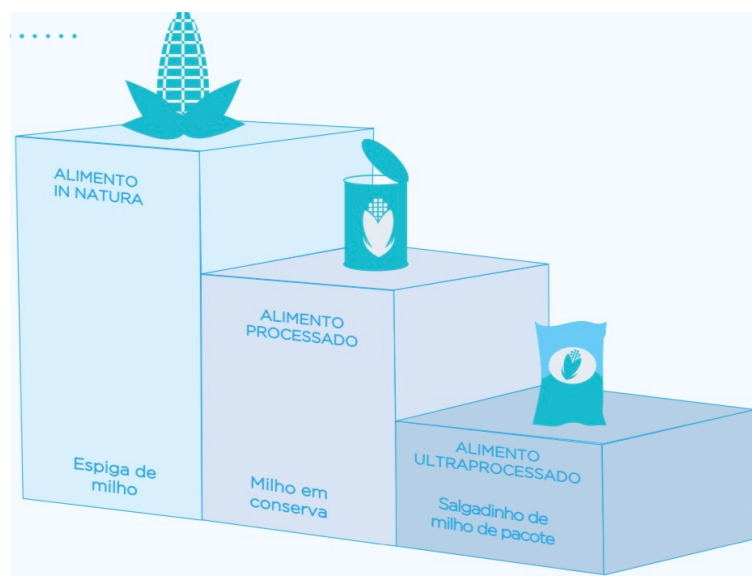 ALIMENTO
IN NATURA
Espiga de
milho
ALIMENTO
PROCESSADO
Milho em
conserva
ALIMENTO
ULTRAPROCESSADO
Salgadinho de
milho de pacote